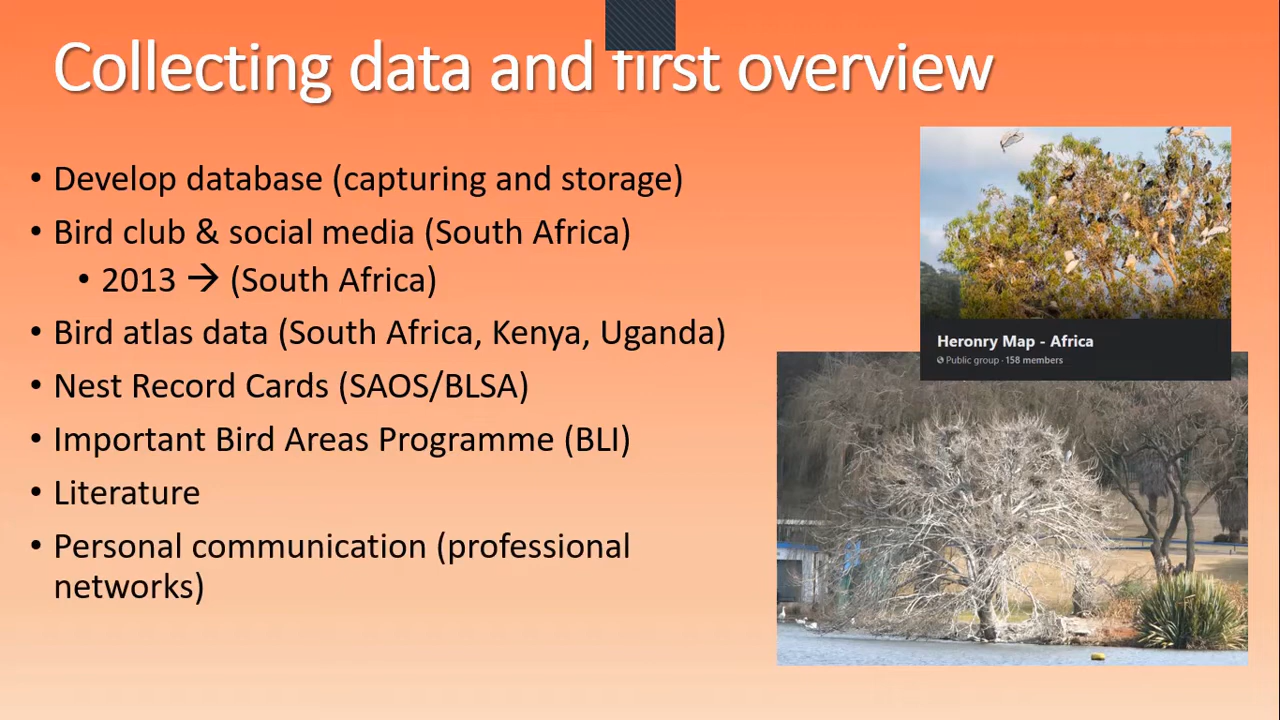 Collecting data and first overview
• Develop database (capturing and storage)
• Bird club & social media (South Africa)
• 2013 → (South Africa)
• Bird atlas data (South Africa, Kenya, Uganda)
• Nest Record Cards (SAOS/BLSA)
• Important Bird Areas Programme (BLI)
• Literature
• Personal communication (professional
networks)
Heronry Map - Africa
Public group · 158 members